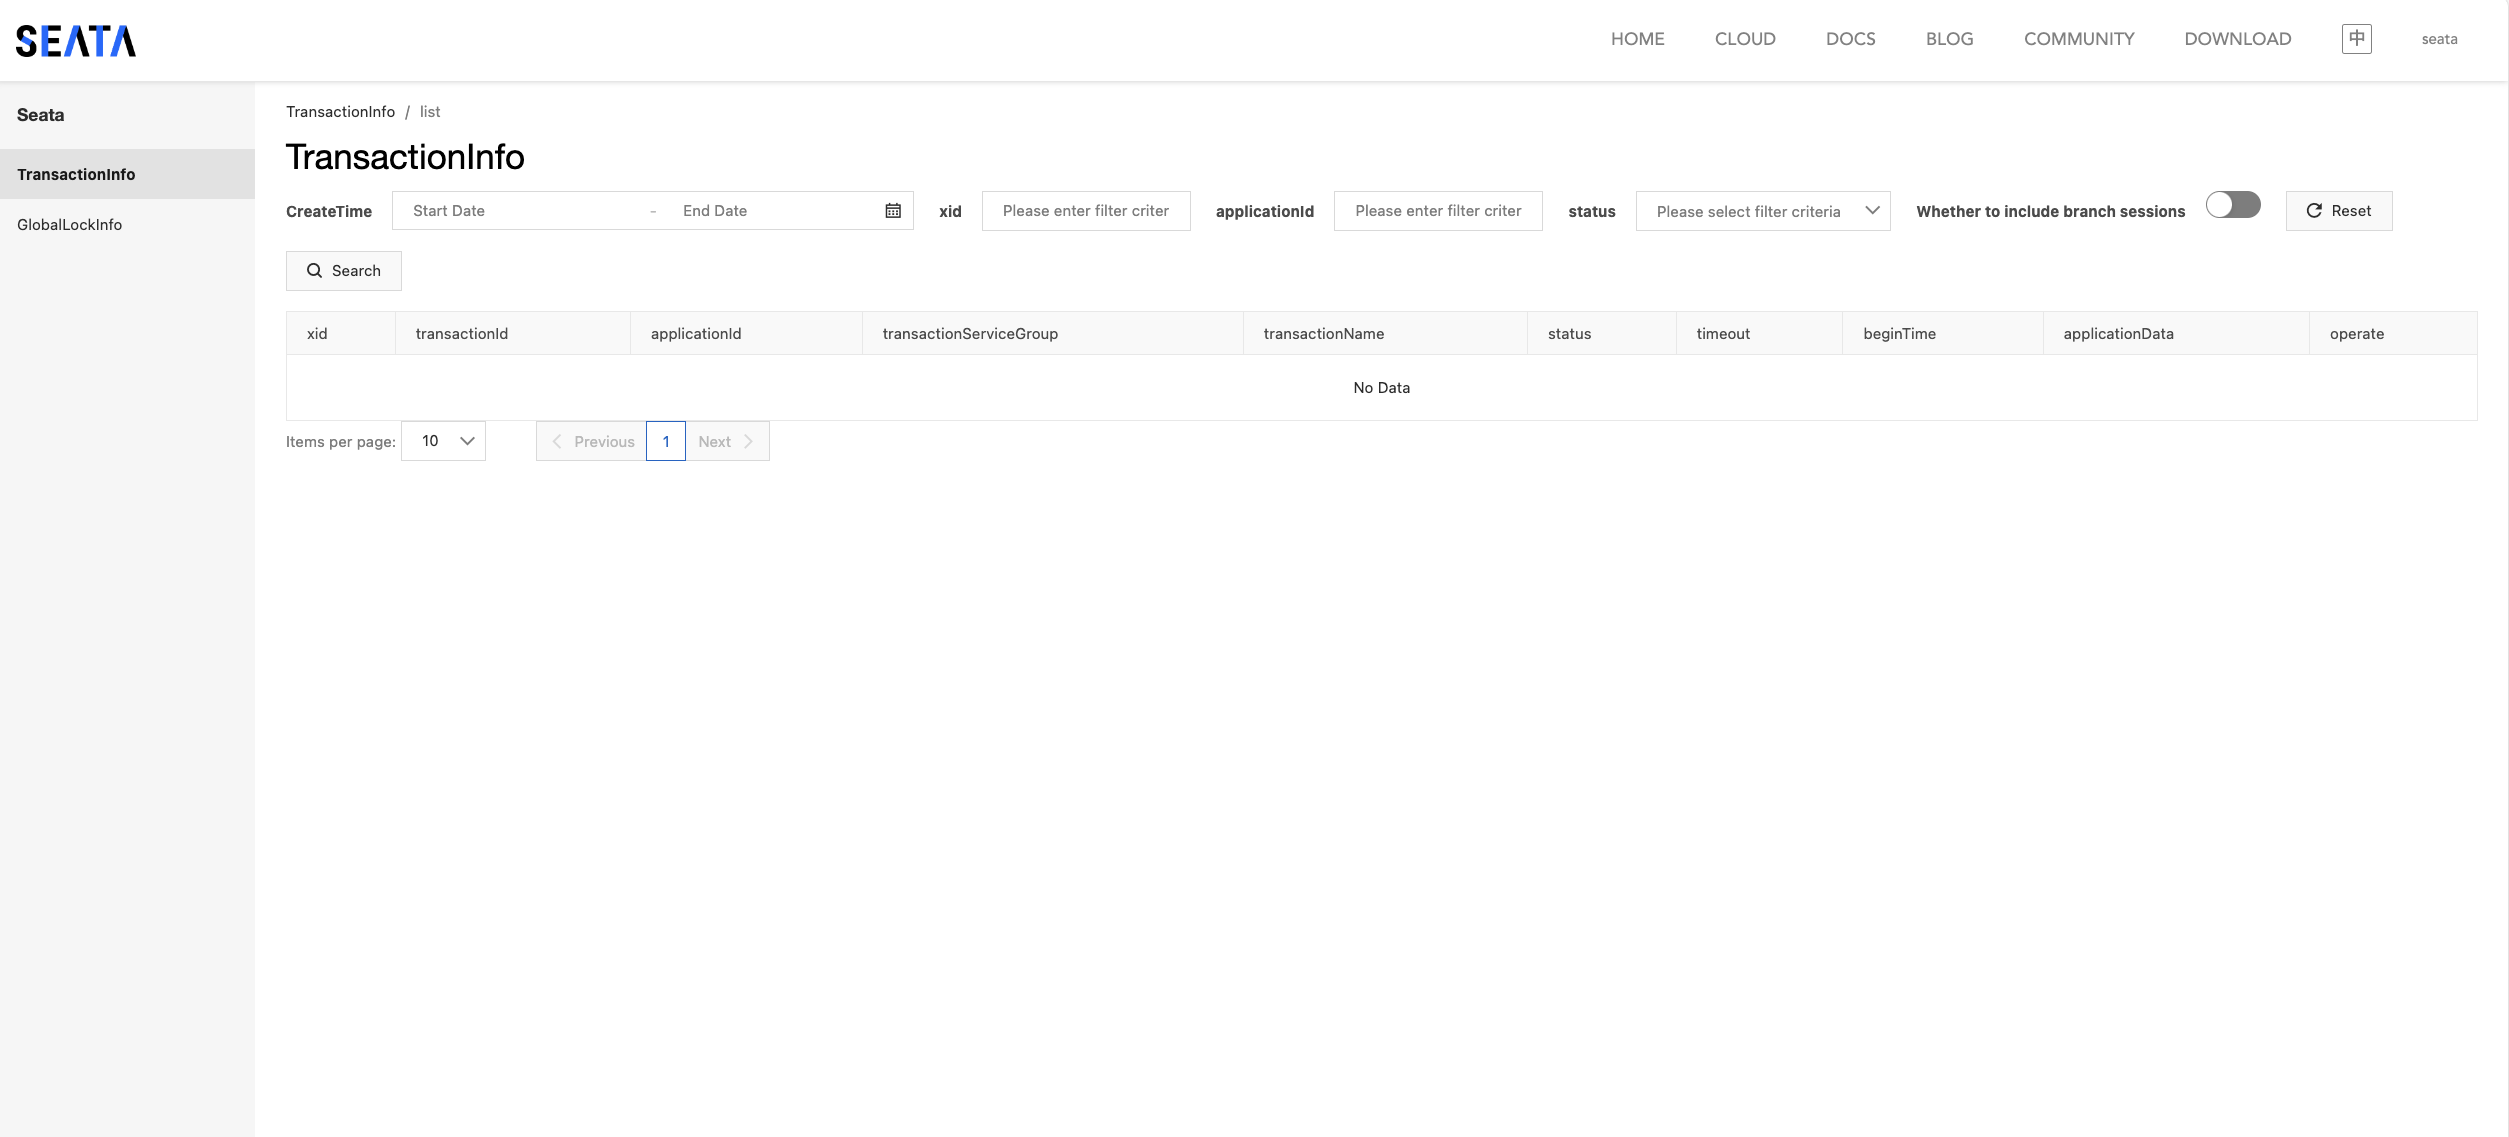 SEATA
HOME CLOUD DOCS BLOG COMMUNITY DOWNLOAD 中 seata
Seata
TransactionInfo
GlobalLockInfo
TransactionInfo / list
TransactionInfo
CreateTime Start Date - End Date xid Please enter filter criter applicationId Please enter filter criter status Please select filter criteria Whether to include branch sessions Reset
Search
xid transactionId applicationId transactionServiceGroup transactionName status timeout beginTime applicationData operate
No Data
Items per page: 10 Previous 1 Next